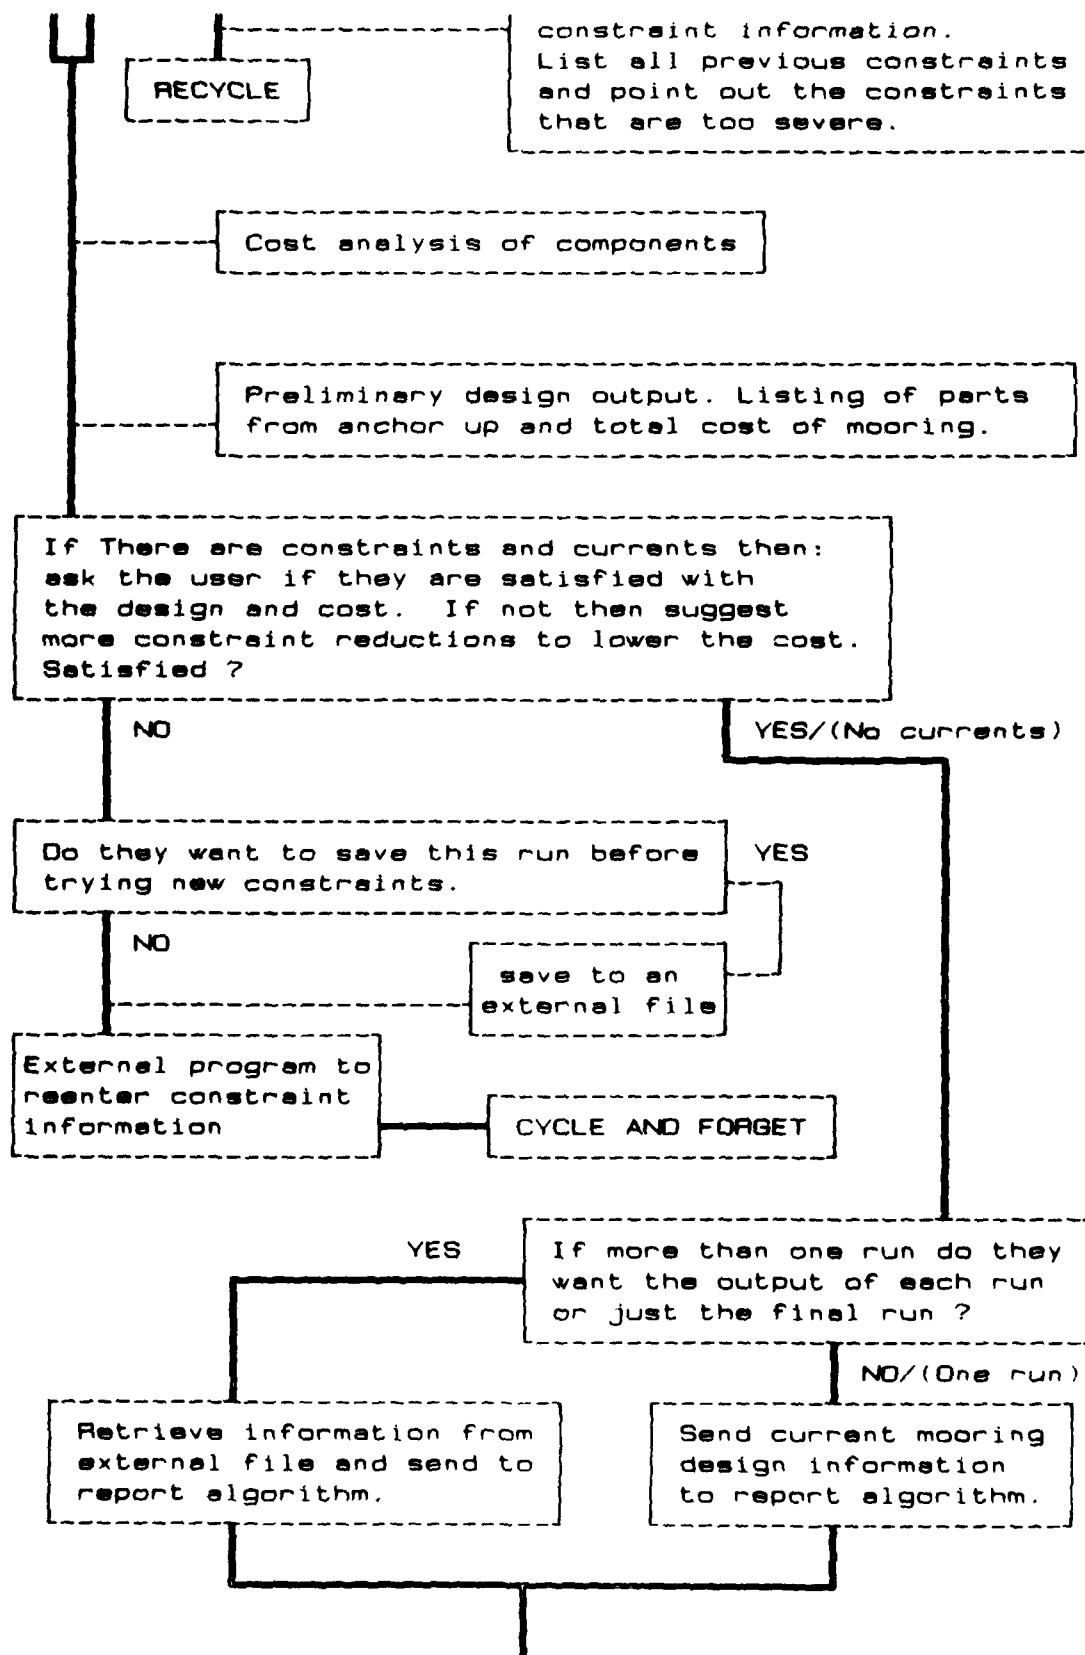 constraint information.
List all previous constraints
and point out the constraints
that are too severe.
RECYCLE
Cost analysis of components
Preliminary design output. Listing of parts
from anchor up and total cost of mooring.
If There are constraints and currents then:
ask the user if they are satisfied with
the design and cost. If not then suggest
more constraint reductions to lower the cost.
Satisfied ?
NO
YES/(No currents)
Do they want to save this run before
trying new constraints.
YES
NO
save to an
external file
External program to
reenter constraint
information
CYCLE AND FORGET
YES
If more than one run do they
want the output of each run
or just the final run ?
NO/(One run)
Retrieve information from
external file and send to
report algorithm.
Send current mooring
design information
to report algorithm.